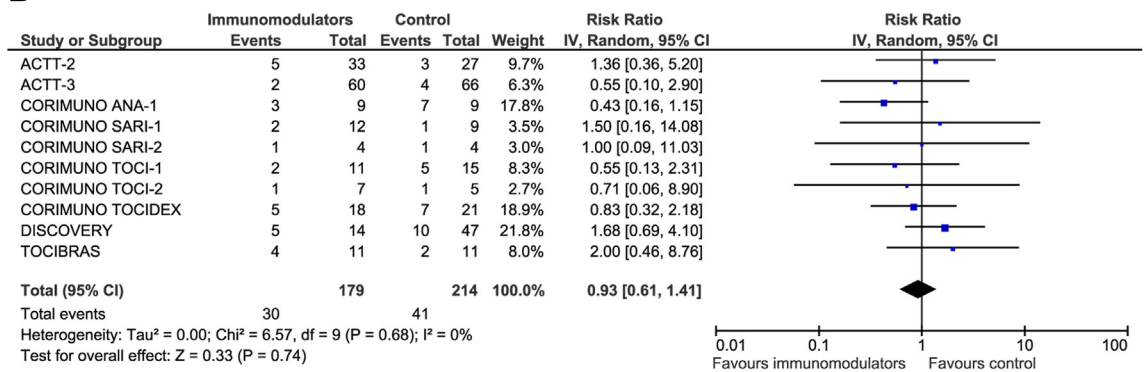 Immunomodulators Control Risk Ratio Risk Ratio
Study or Subgroup Events Total Events Total Weight IV, Random, 95% CI IV, Random, 95% CI
ACTT-2 5 33 3 27 9.7% 1.36 [0.36, 5.20]
ACTT-3 2 60 4 66 6.3% 0.55 [0.10, 2.90]
CORIMUNO ANA-1 3 9 7 9 17.8% 0.43 [0.16, 1.15]
CORIMUNO SARI-1 2 12 1 9 3.5% 1.50 [0.16, 14.08]
CORIMUNO SARI-2 1 4 1 4 3.0% 1.00 [0.09, 11.03]
CORIMUNO TOCI-1 2 11 5 15 8.3% 0.55 [0.13, 2.31]
CORIMUNO TOCI-2 1 7 1 5 2.7% 0.71 [0.06, 8.90]
CORIMUNO TOCIDEX 5 18 7 21 18.9% 0.83 [0.32, 2.18]
DISCOVERY 5 14 10 47 21.8% 1.68 [0.69, 4.10]
TOCIBRAS 4 11 2 11 8.0% 2.00 [0.46, 8.76]
Total (95% CI) 179 214 100.0% 0.93 [0.61, 1.41]
Total events 30 41
Heterogeneity: Tau² = 0.00; Chi² = 6.57, df = 9 (P = 0.68); I² = 0%
Test for overall effect: Z = 0.33 (P = 0.74)
0.01 0.1 1 10 100
Favours immunomodulators Favours control